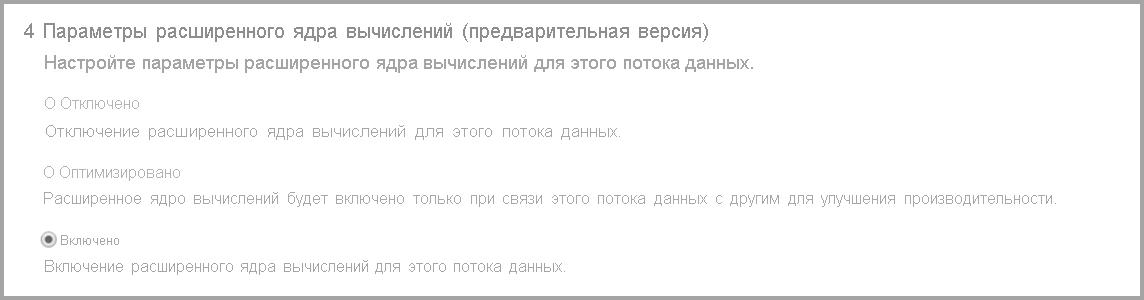 4 Параметры расширенного ядра вычислений (предварительная версия)
Настройте параметры расширенного ядра вычислений для этого потока данных.
О Отключено
Отключение расширенного ядра вычислений для этого потока данных.
О Оптимизировано
Расширенное ядро вычислений будет включено только при связи этого потока данных с другим для улучшения производительности.
Включено
Включение расширенного ядра вычислений для этого потока данных.